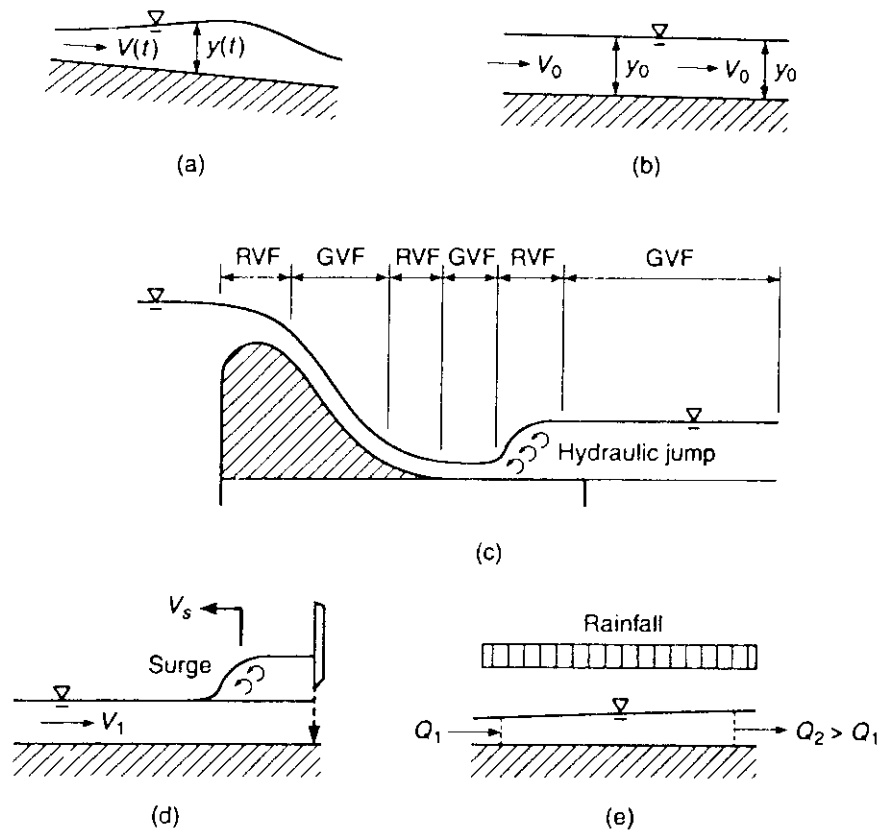 V(t) y(t)
V₀ y₀ V₀ y₀
(a)
(b)
RVF GVF RVF GVF RVF GVF
Hydraulic jump
(c)
Vₛ
Surge
V₁
(d)
Rainfall
Q₁ Q₂ > Q₁
(e)